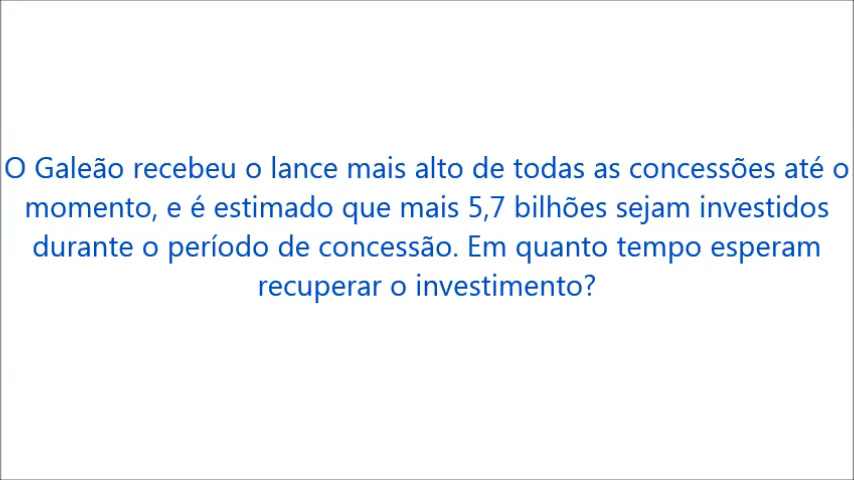 O Galeão recebeu o lance mais alto de todas as concessões até o
momento, e é estimado que mais 5,7 bilhões sejam investidos
durante o período de concessão. Em quanto tempo esperam
recuperar o investimento?